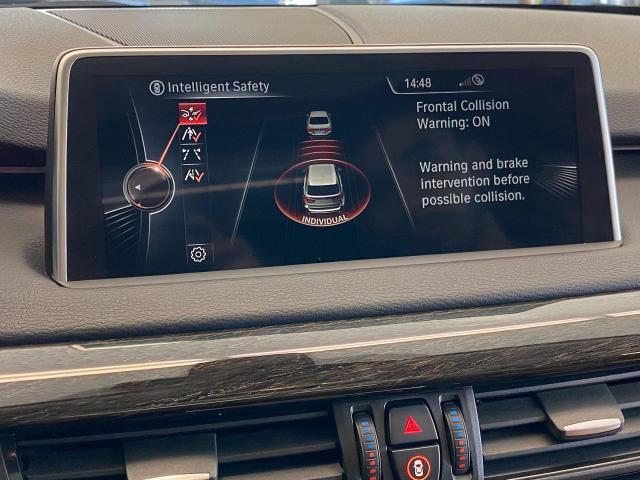 Intelligent Safety
14:48
Frontal Collision
Warning: ON
Warning and brake
intervention before
possible collision.
INDIVIDUAL